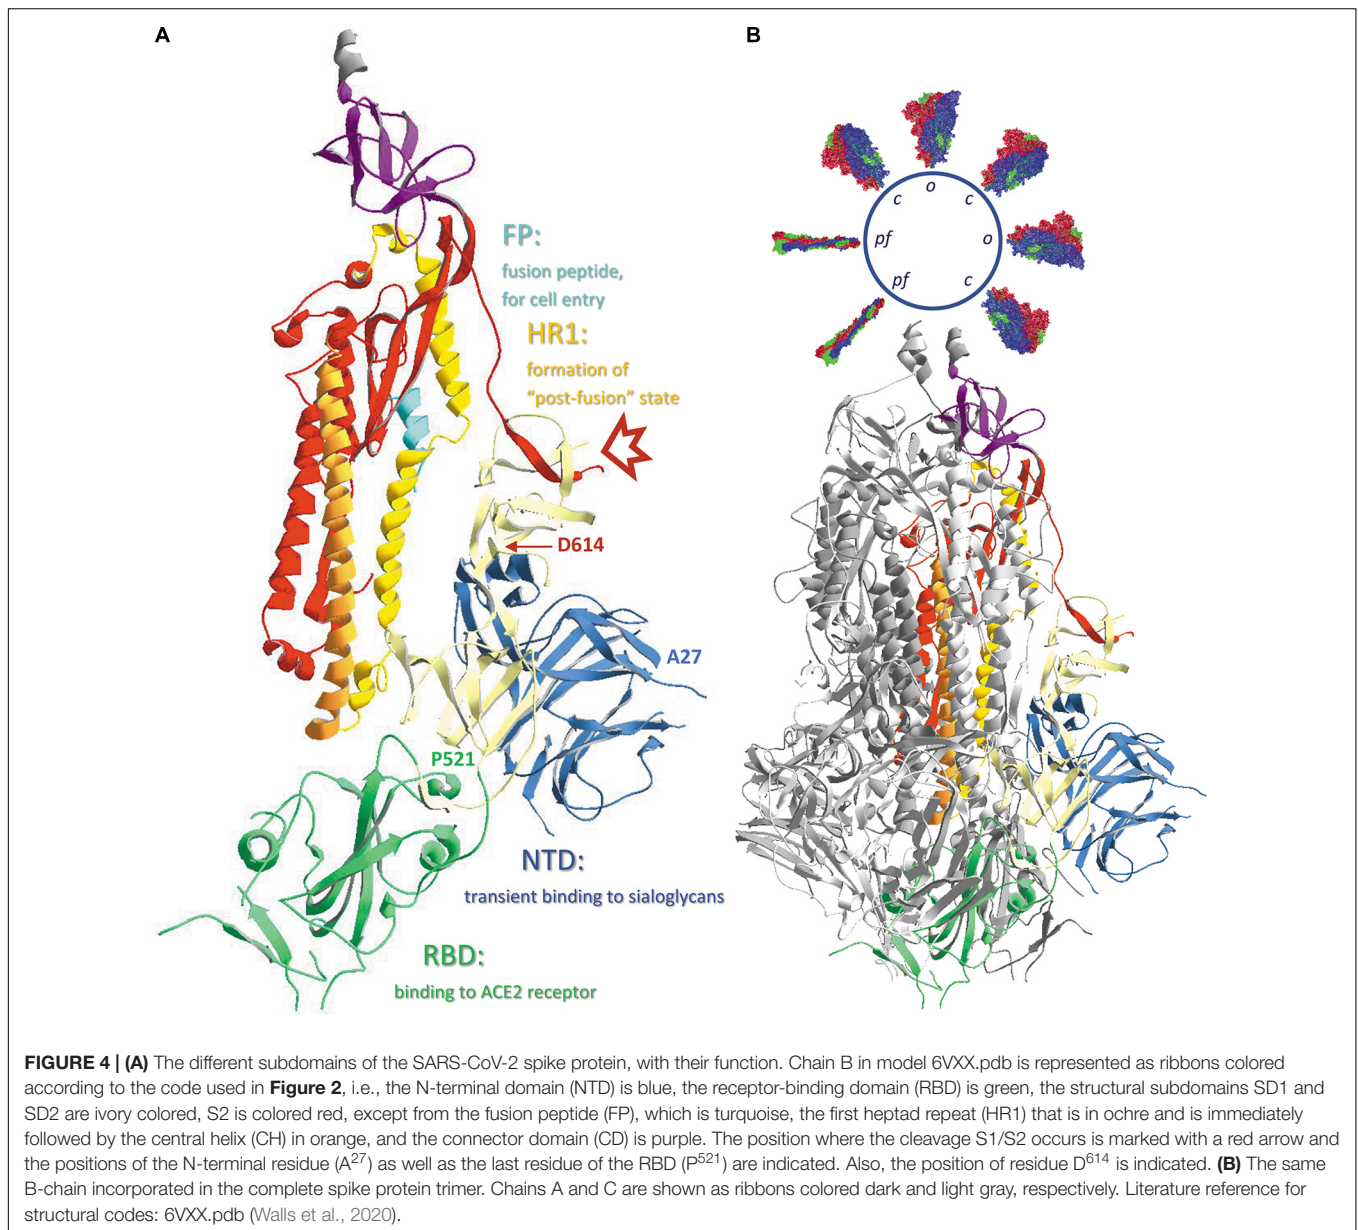 A
B
FP:
fusion peptide,
for cell entry
HR1:
formation of
“post-fusion” state
D614
A27
P521
NTD:
transient binding to sialoglycans
RBD:
binding to ACE2 receptor
o
c
c
pf
o
pf
c
FIGURE 4 | (A) The different subdomains of the SARS-CoV-2 spike protein, with their function. Chain B in model 6VXX.pdb is represented as ribbons colored
according to the code used in Figure 2, i.e., the N-terminal domain (NTD) is blue, the receptor-binding domain (RBD) is green, the structural subdomains SD1 and
SD2 are ivory colored, S2 is colored red, except from the fusion peptide (FP), which is turquoise, the first heptad repeat (HR1) that is in ochre and is immediately
followed by the central helix (CH) in orange, and the connector domain (CD) is purple. The position where the cleavage S1/S2 occurs is marked with a red arrow and
the positions of the N-terminal residue (A27) as well as the last residue of the RBD (P521) are indicated. Also, the position of residue D614 is indicated. (B) The same
B-chain incorporated in the complete spike protein trimer. Chains A and C are shown as ribbons colored dark and light gray, respectively. Literature reference for
structural codes: 6VXX.pdb (Walls et al., 2020).